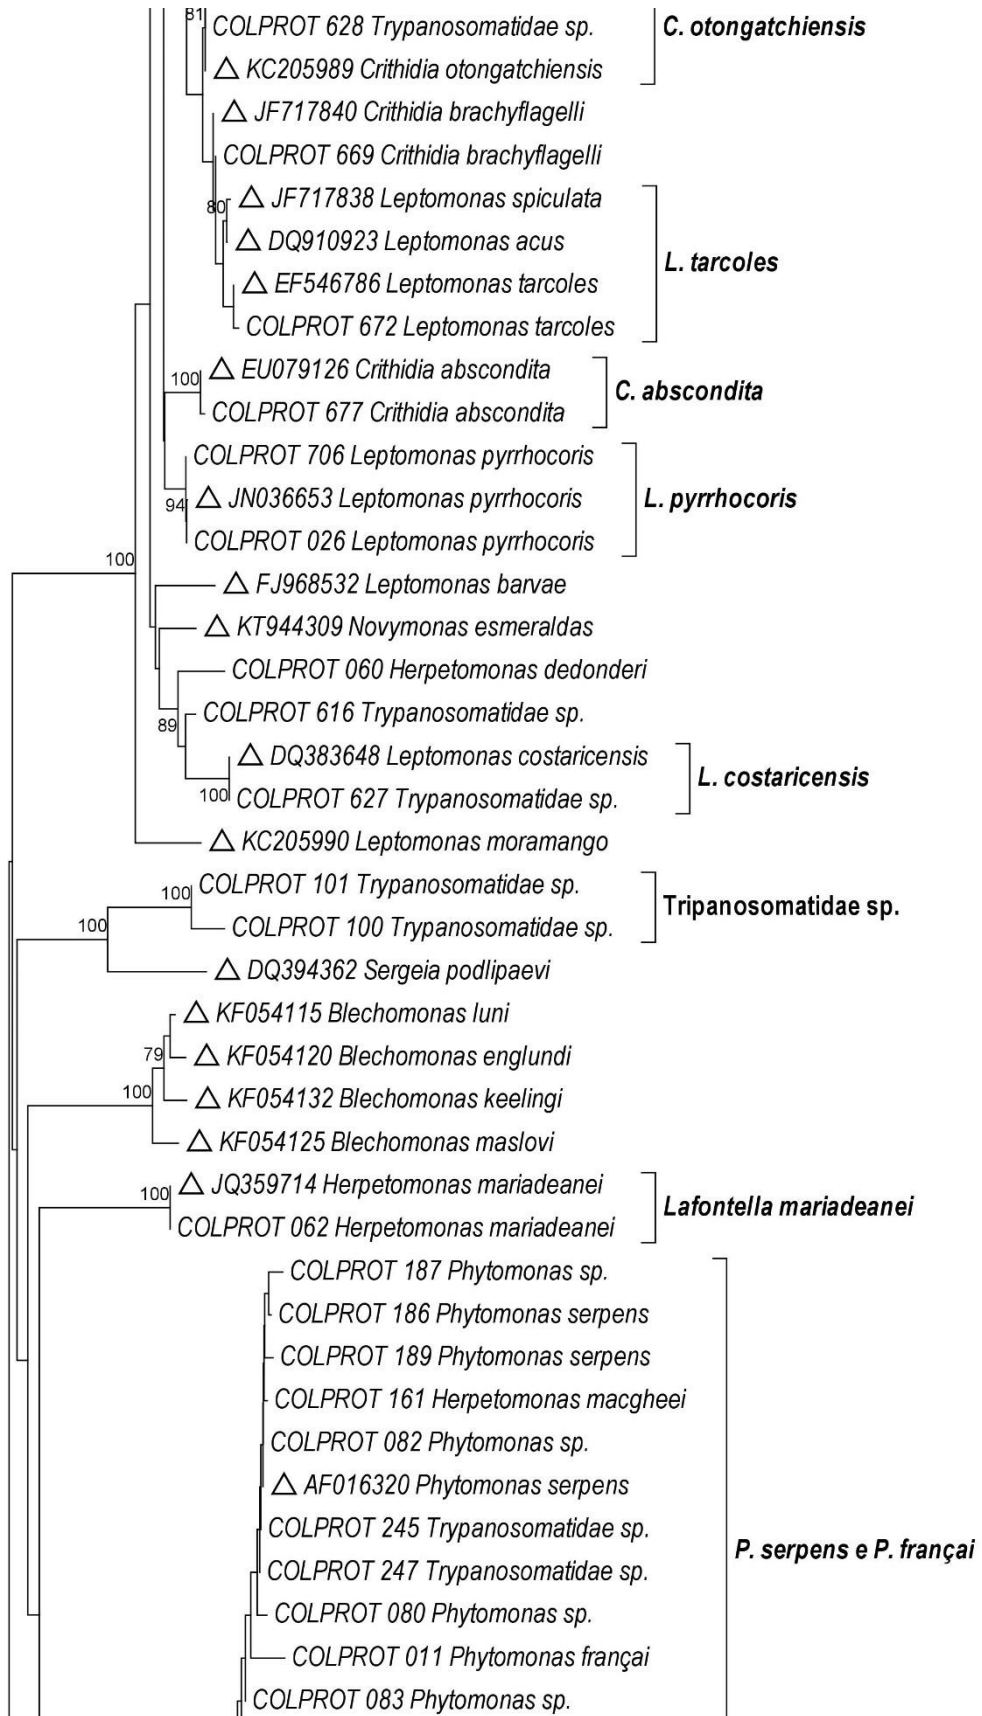 81
COLPROT 628 Trypanosomatidae sp.
C. otongatchiensis
KC205989 Crithidia otongatchiensis
JF717840 Crithidia brachyflagelli
COLPROT 669 Crithidia brachyflagelli
JF717838 Leptomonas spiculata
80
DQ910923 Leptomonas acus
L. tarcoles
EF546786 Leptomonas tarcoles
COLPROT 672 Leptomonas tarcoles
EU079126 Crithidia abscondita
100
C. abscondita
COLPROT 677 Crithidia abscondita
COLPROT 706 Leptomonas pyrrhocoris
94
JN036653 Leptomonas pyrrhocoris
L. pyrrhocoris
COLPROT 026 Leptomonas pyrrhocoris
100
FJ968532 Leptomonas barvae
KT944309 Novymonas esmeraldas
COLPROT 060 Herpetomonas dedonderi
COLPROT 616 Trypanosomatidae sp.
89
DQ383648 Leptomonas costaricensis
L. costaricensis
100
COLPROT 627 Trypanosomatidae sp.
KC205990 Leptomonas moramango
100
COLPROT 101 Trypanosomatidae sp.
Tripanosomatidae sp.
100
COLPROT 100 Trypanosomatidae sp.
DQ394362 Sergeia podlipaevi
KF054115 Blechomonas luni
79
KF054120 Blechomonas englundi
100
KF054132 Blechomonas keelingi
KF054125 Blechomonas maslovi
100
JQ359714 Herpetomonas mariadeanei
Lafontella mariadeanei
COLPROT 062 Herpetomonas mariadeanei
COLPROT 187 Phytomonas sp.
COLPROT 186 Phytomonas serpens
COLPROT 189 Phytomonas serpens
COLPROT 161 Herpetomonas macgheei
COLPROT 082 Phytomonas sp.
AF016320 Phytomonas serpens
COLPROT 245 Trypanosomatidae sp.
P. serpens e P. françai
COLPROT 247 Trypanosomatidae sp.
COLPROT 080 Phytomonas sp.
COLPROT 011 Phytomonas françai
COLPROT 083 Phytomonas sp.